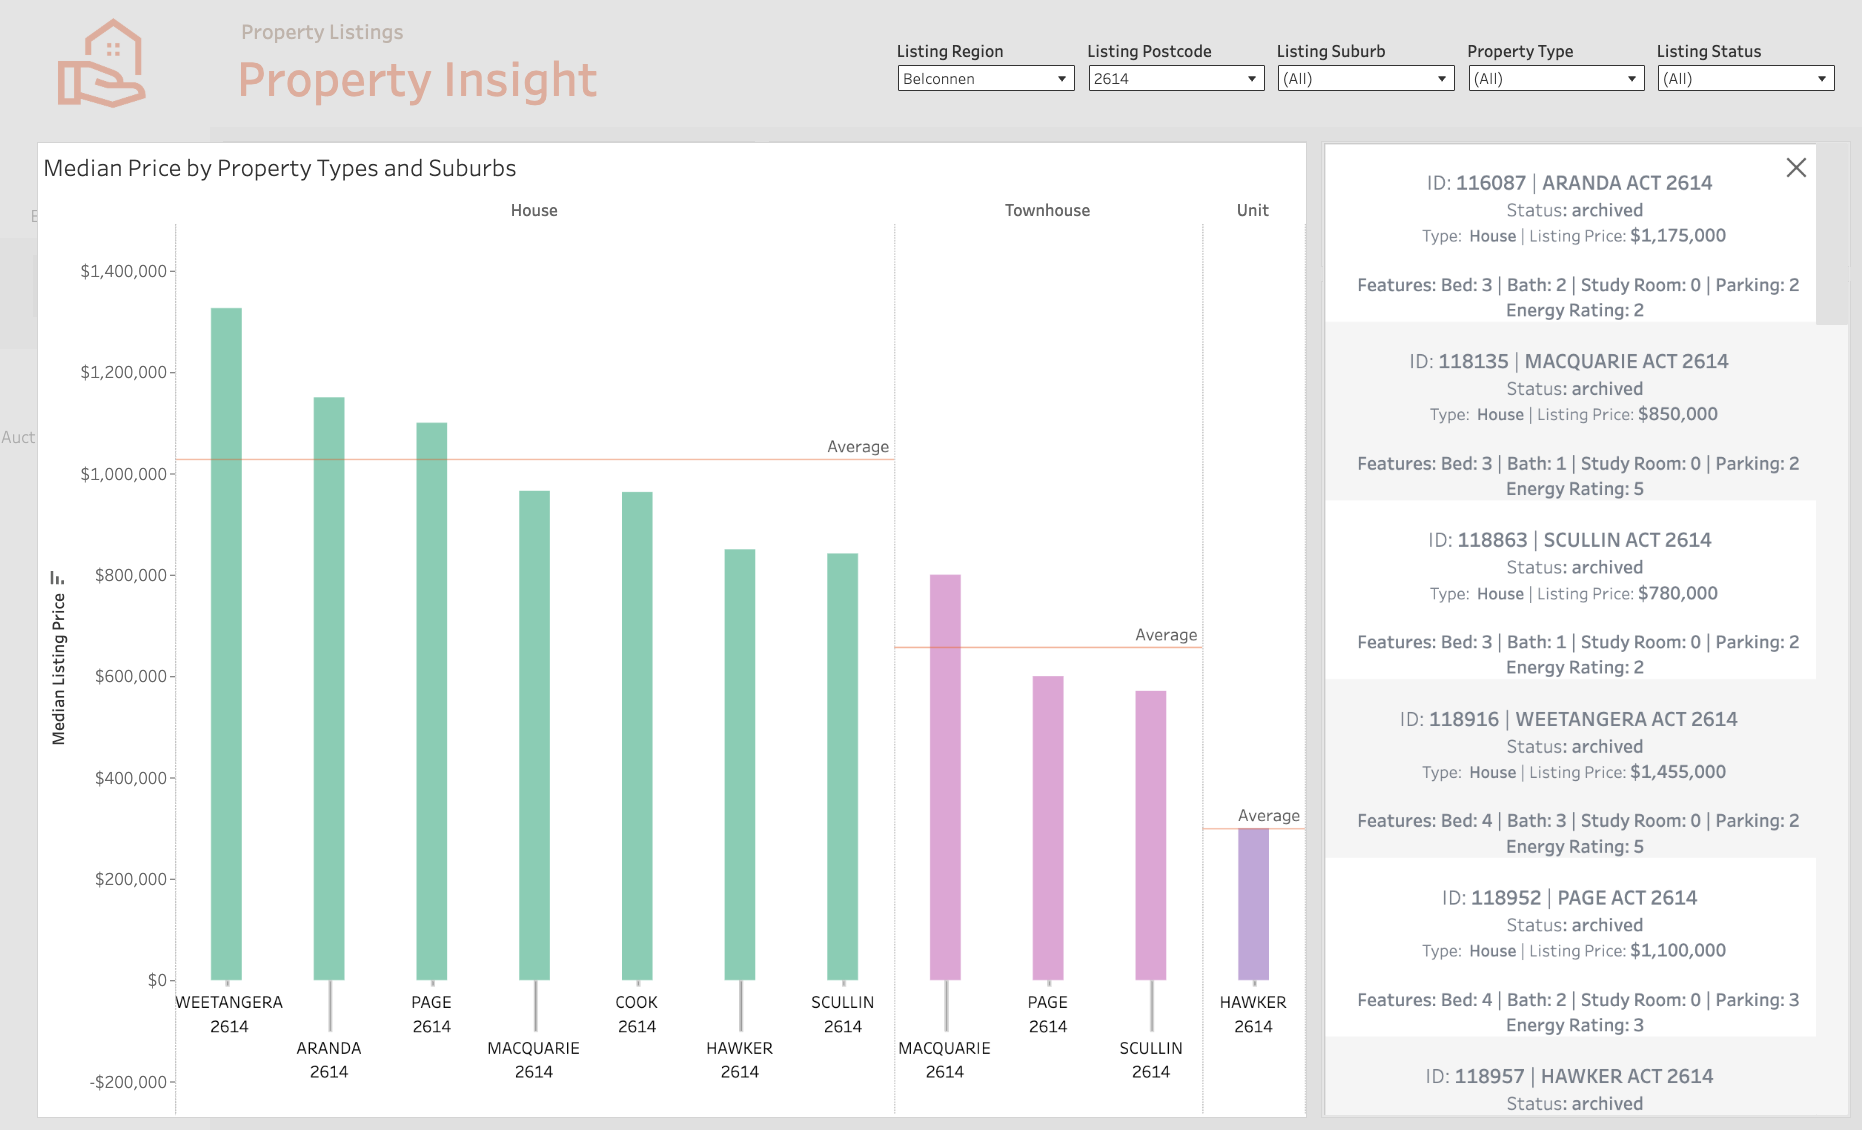 Property Listings
Property Insight
Listing Region
Belconnen
Listing Postcode
2614
Listing Suburb
(All)
Property Type
(All)
Listing Status
(All)
Auct
Median Price by Property Types and Suburbs
House
Townhouse
Unit
Median Listing Price
$1,400,000
$1,200,000
$1,000,000
$800,000
$600,000
$400,000
$200,000
$0
-$200,000
Average
Average
Average
WEETANGERA
2614
ARANDA
2614
PAGE
2614
MACQUARIE
2614
COOK
2614
HAWKER
2614
SCULLIN
2614
MACQUARIE
2614
PAGE
2614
SCULLIN
2614
HAWKER
2614
ID: 116087 | ARANDA ACT 2614
Status: archived
Type: House | Listing Price: $1,175,000
Features: Bed: 3 | Bath: 2 | Study Room: 0 | Parking: 2
Energy Rating: 2
ID: 118135 | MACQUARIE ACT 2614
Status: archived
Type: House | Listing Price: $850,000
Features: Bed: 3 | Bath: 1 | Study Room: 0 | Parking: 2
Energy Rating: 5
ID: 118863 | SCULLIN ACT 2614
Status: archived
Type: House | Listing Price: $780,000
Features: Bed: 3 | Bath: 1 | Study Room: 0 | Parking: 2
Energy Rating: 2
ID: 118916 | WEETANGERA ACT 2614
Status: archived
Type: House | Listing Price: $1,455,000
Features: Bed: 4 | Bath: 3 | Study Room: 0 | Parking: 2
Energy Rating: 5
ID: 118952 | PAGE ACT 2614
Status: archived
Type: House | Listing Price: $1,100,000
Features: Bed: 4 | Bath: 2 | Study Room: 0 | Parking: 3
Energy Rating: 3
ID: 118957 | HAWKER ACT 2614
Status: archived